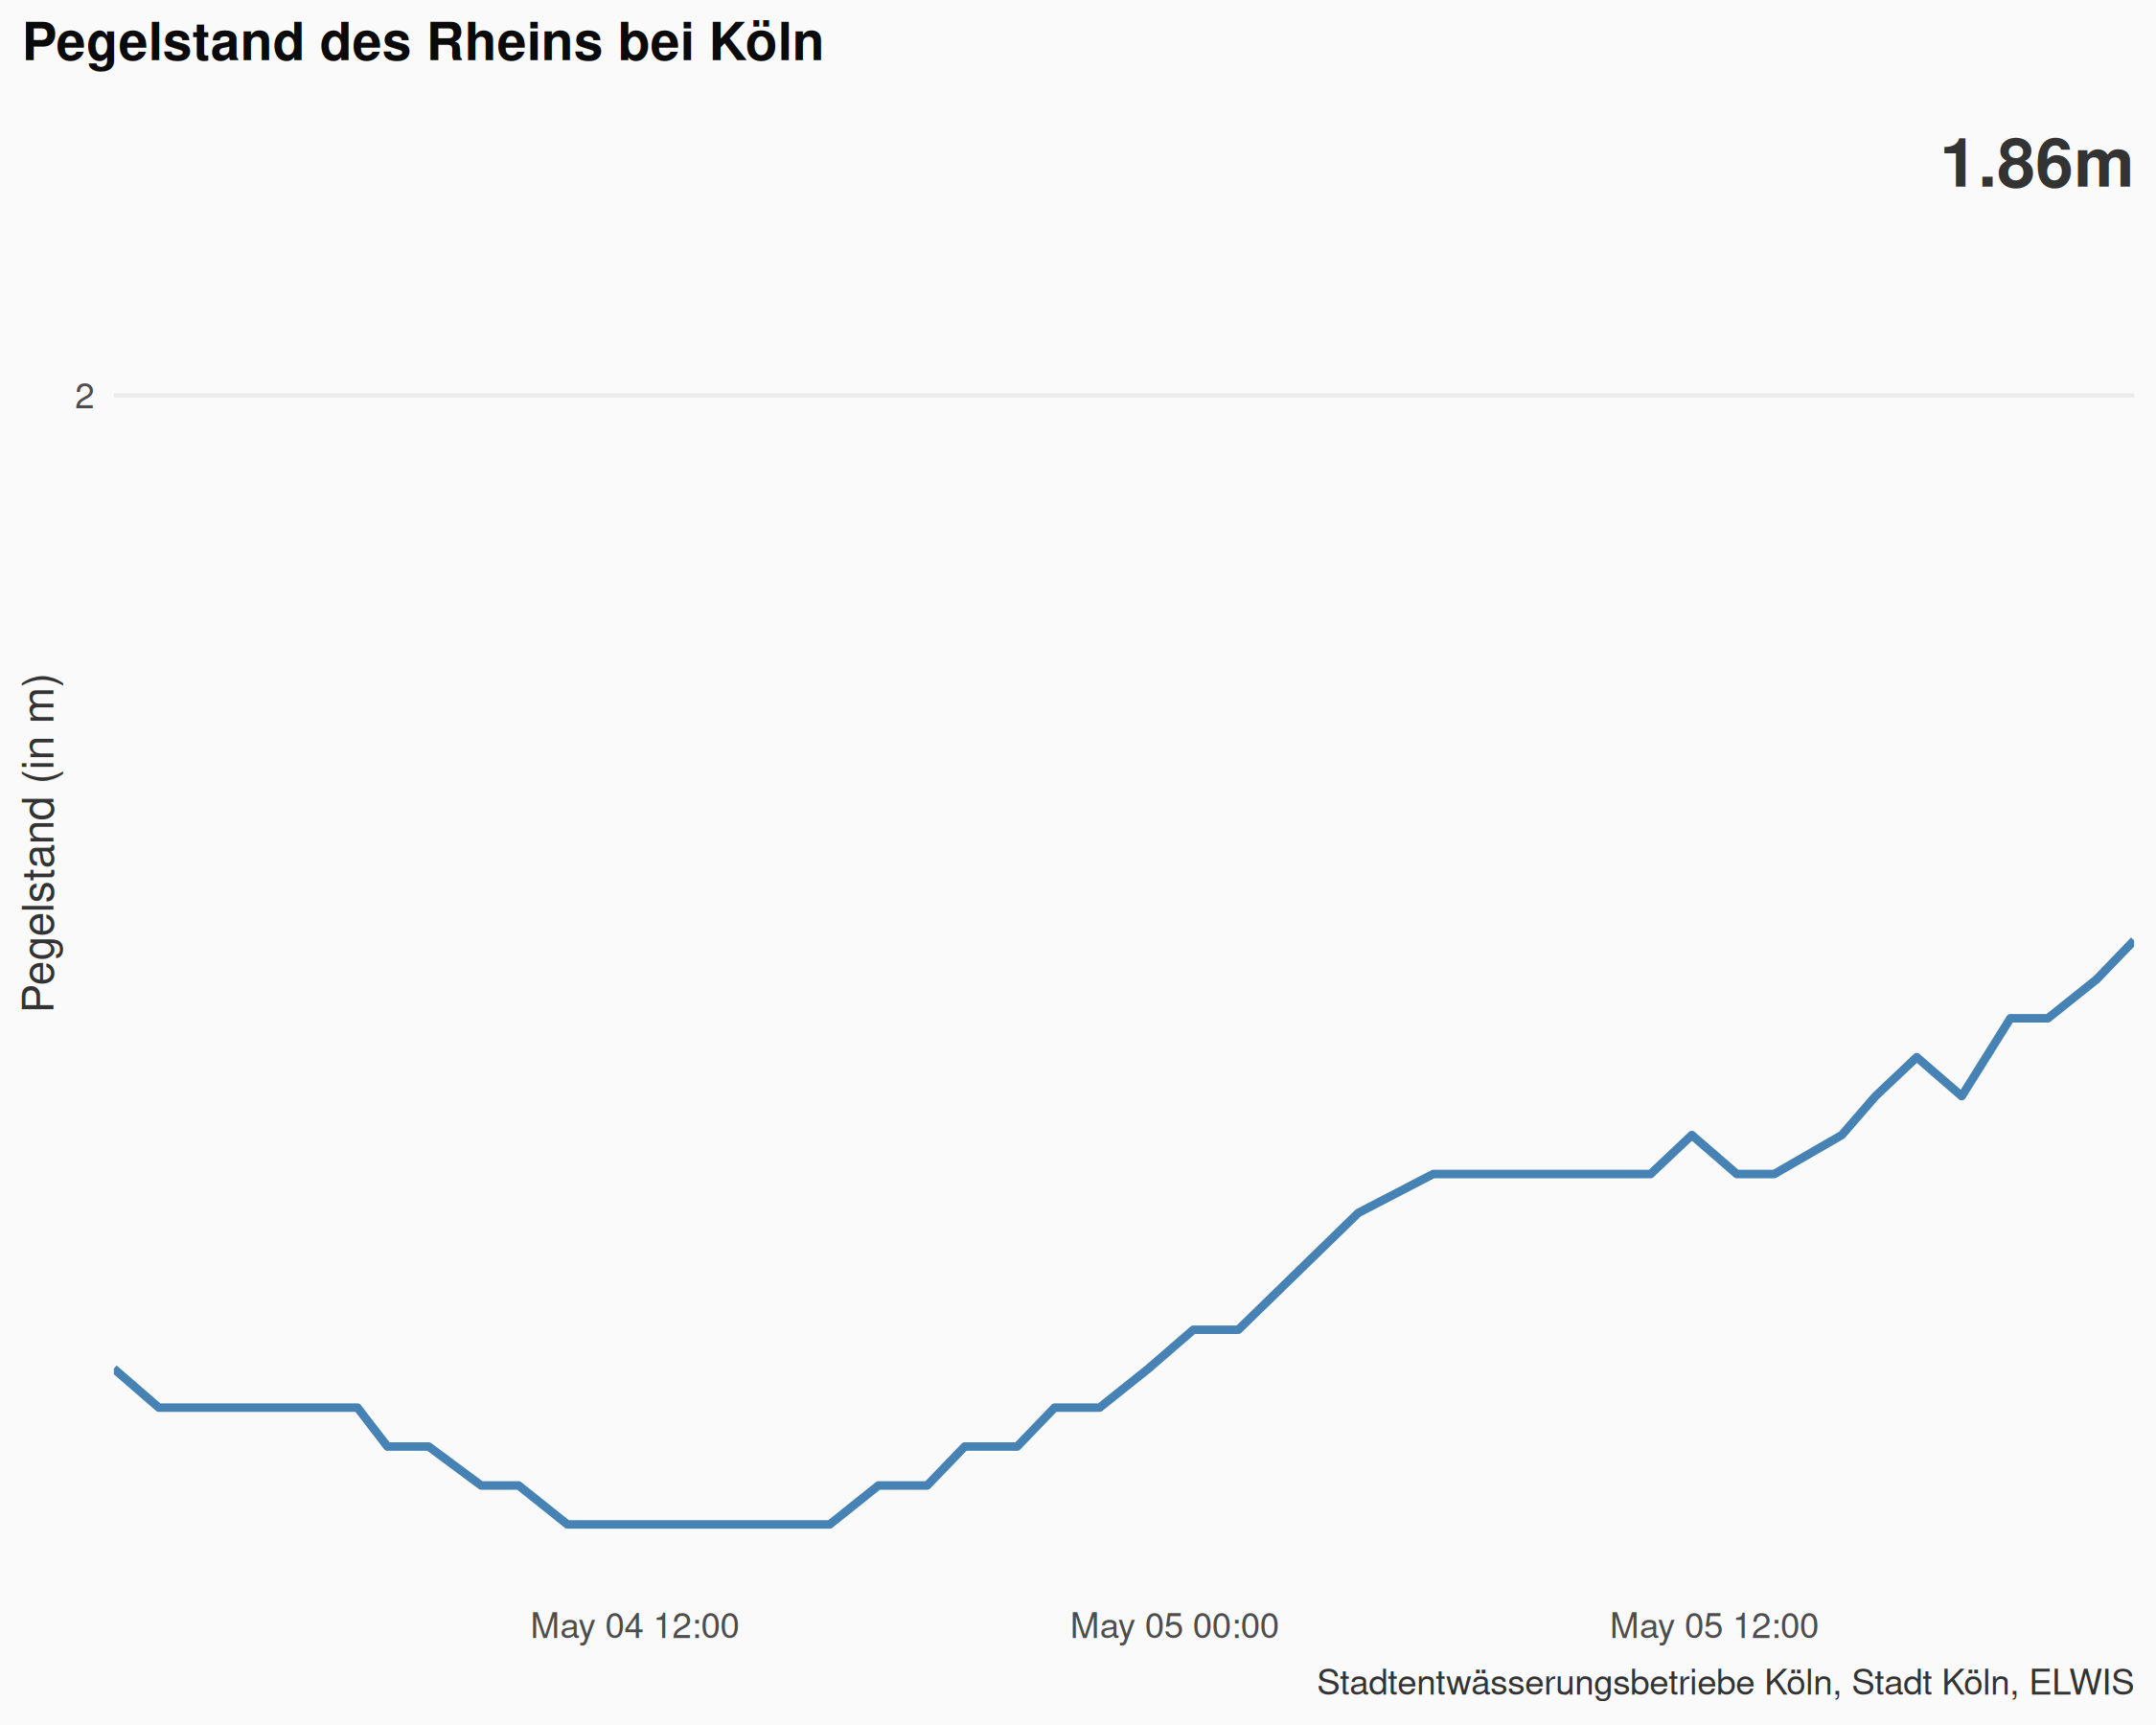 Pegelstand des Rheins bei Köln
1.86m
2
Pegelstand (in m)
May 04 12:00
May 05 00:00
May 05 12:00
Stadtentwässerungsbetriebe Köln, Stadt Köln, ELWIS